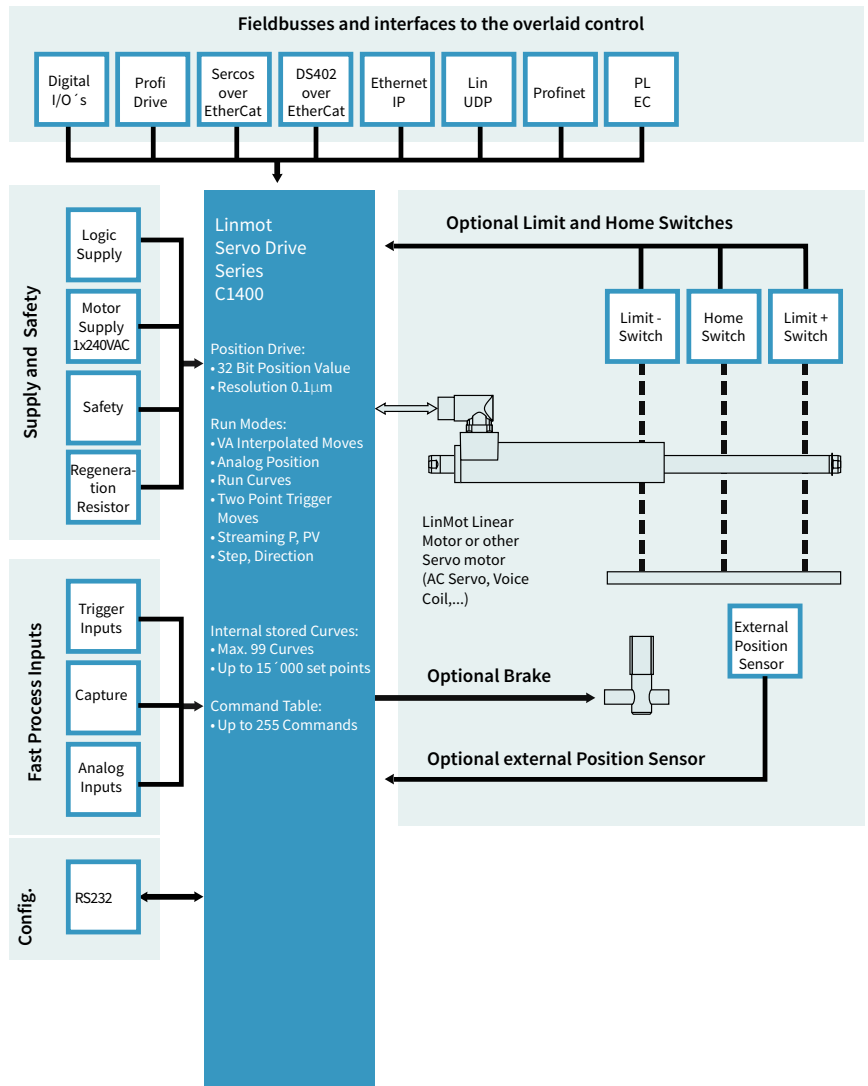 Fieldbusses and interfaces to the overlaid control
Digital
I/O´s
Profi
Drive
Sercos
over
EtherCat
DS402
over
EtherCat
Ethernet
IP
Lin
UDP
Profinet
PL
EC
Supply and Safety
Logic
Supply
Motor
Supply
1x240VAC
Safety
Regenera-
tion
Resistor
Fast Process Inputs
Trigger
Inputs
Capture
Analog
Inputs
Config.
RS232
Linmot
Servo Drive
Series
C1400
Position Drive:
• 32 Bit Position Value
• Resolution 0.1µm
Run Modes:
• VA Interpolated Moves
• Analog Position
• Run Curves
• Two Point Trigger
Moves
• Streaming P, PV
• Step, Direction
Internal stored Curves:
• Max. 99 Curves
• Up to 15´000 set points
Command Table:
• Up to 255 Commands
Optional Limit and Home Switches
Limit -
Switch
Home
Switch
Limit +
Switch
LinMot Linear
Motor or other
Servo motor
(AC Servo, Voice
Coil,...)
External
Position
Sensor
Optional Brake
Optional external Position Sensor